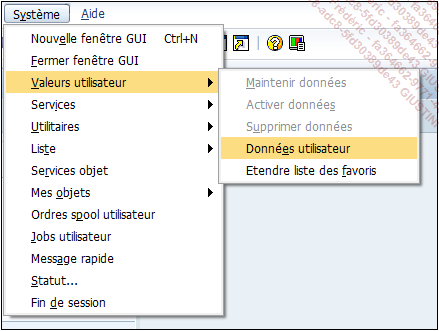 Système Aide
Nouvelle fenêtre GUI Ctrl+N
Fermer fenêtre GUI
Valeurs utilisateur
Services
Utilitaires
Liste
Services objet
Mes objets
Ordres spool utilisateur
Jobs utilisateur
Message rapide
Statut...
Fin de session
Maintenir données
Activer données
Supprimer données
Données utilisateur
Etendre liste des favoris